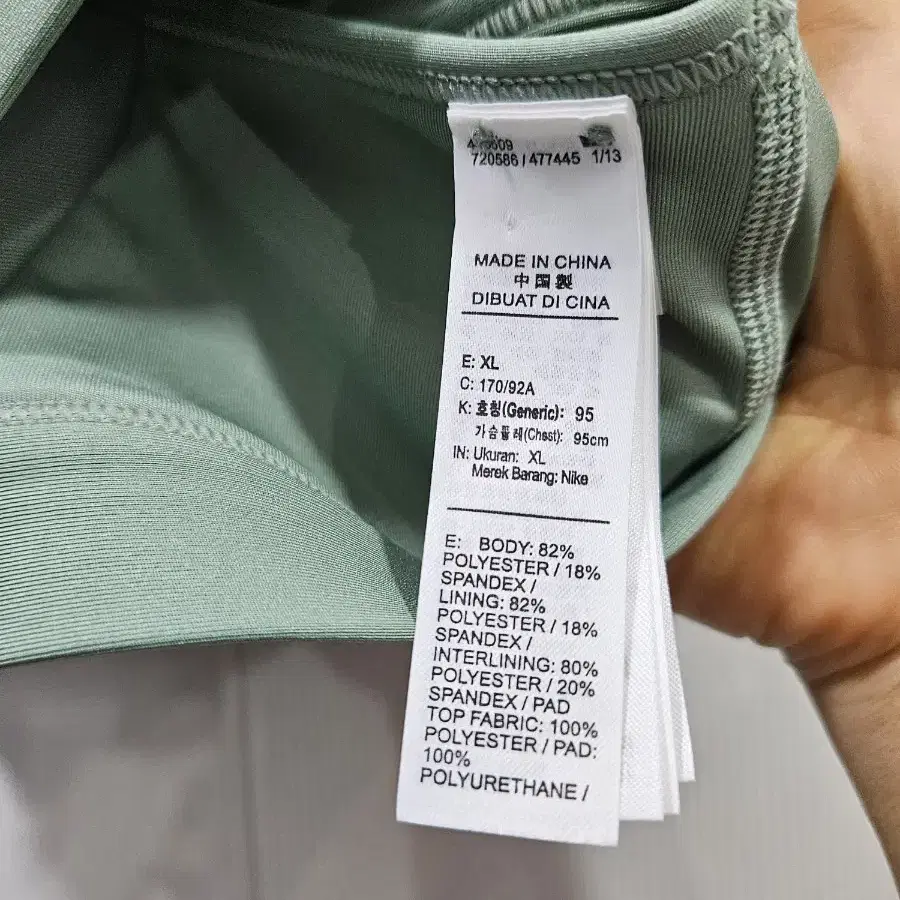 720586 | 477445 1/13
MADE IN CHINA
中国製
DIBUAT DI CINA
E: XL
C: 170/92A
K: 호칭(Generic): 95
가슴둘레(Chest): 95cm
IN: Ukuran: XL
Merek Barang: Nike
E: BODY: 82%
POLYESTER / 18%
SPANDEX /
LINING: 82%
POLYESTER / 18%
SPANDEX /
INTERLINING: 80%
POLYESTER / 20%
SPANDEX / PAD
TOP FABRIC: 100%
POLYESTER / PAD:
100%
POLYURETHANE /